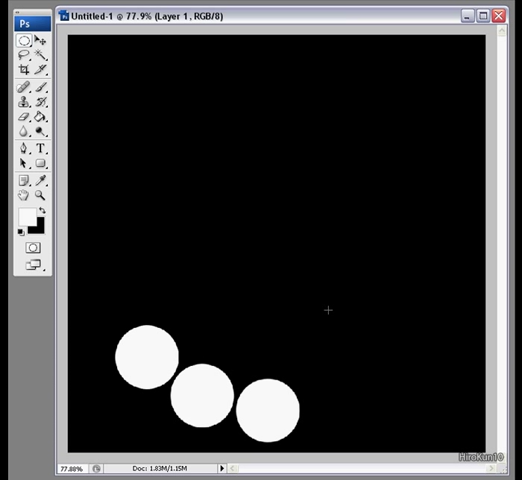 Ps
Untitled-1 @ 77.9% (Layer 1, RGB/8)
T
HiroKun10
77.88%
Doc: 1.83M/1.15M